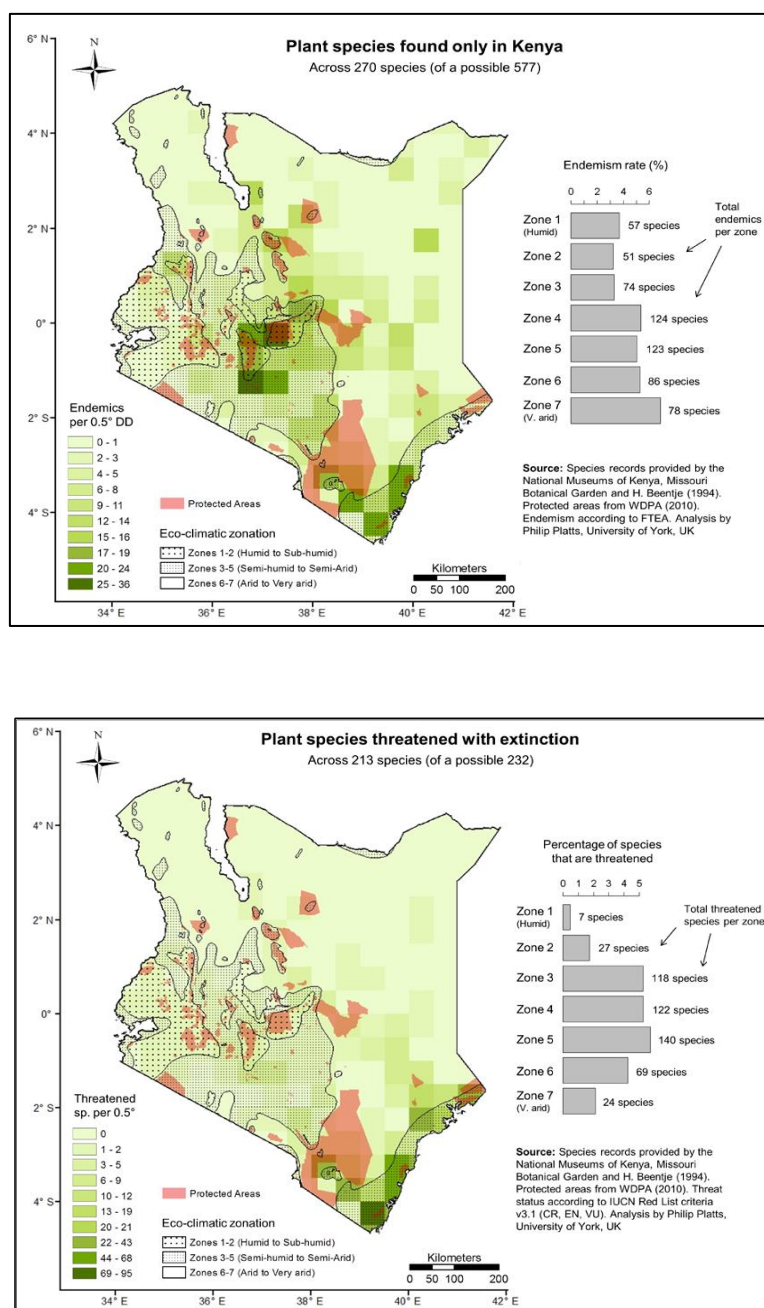 Plant species found only in Kenya
Across 270 species (of a possible 577)
N
6° N
4° N
2° N
0°
2° S
4° S
34° E
36° E
38° E
40° E
42° E
Endemics
per 0.5° DD
0 - 1
2 - 3
4 - 5
6 - 8
9 - 11
12 - 14
15 - 16
17 - 19
20 - 24
25 - 36
Protected Areas
Eco-climatic zonation
Zones 1-2 (Humid to Sub-humid)
Zones 3-5 (Semi-humid to Semi-Arid)
Zones 6-7 (Arid to Very arid)
Kilometers
0 50 100 200
Endemism rate (%)
0 2 4 6
Zone 1
(Humid)
57 species
Zone 2
51 species
Zone 3
74 species
Zone 4
124 species
Zone 5
123 species
Zone 6
86 species
Zone 7
(V. arid)
78 species
Total
endemics
per zone
Source: Species records provided by the
National Museums of Kenya, Missouri
Botanical Garden and H. Beentje (1994).
Protected areas from WDPA (2010).
Endemism according to FTEA. Analysis by
Philip Platts, University of York, UK
Plant species threatened with extinction
Across 213 species (of a possible 232)
N
6° N
4° N
2° N
0°
2° S
4° S
34° E
36° E
38° E
40° E
42° E
Threatened
sp. per 0.5°
0
1 - 2
3 - 5
6 - 9
10 - 12
13 - 19
20 - 21
22 - 43
44 - 68
69 - 95
Protected Areas
Eco-climatic zonation
Zones 1-2 (Humid to Sub-humid)
Zones 3-5 (Semi-humid to Semi-Arid)
Zones 6-7 (Arid to Very arid)
Kilometers
0 50 100 200
Percentage of species
that are threatened
0 1 2 3 4 5
Zone 1
(Humid)
7 species
Zone 2
27 species
Zone 3
118 species
Zone 4
122 species
Zone 5
140 species
Zone 6
69 species
Zone 7
(V. arid)
24 species
Total threatened
species per zone
Source: Species records provided by the
National Museums of Kenya, Missouri
Botanical Garden and H. Beentje (1994).
Protected areas from WDPA (2010). Threat
status according to IUCN Red List criteria
v3.1 (CR, EN, VU). Analysis by Philip Platts,
University of York, UK